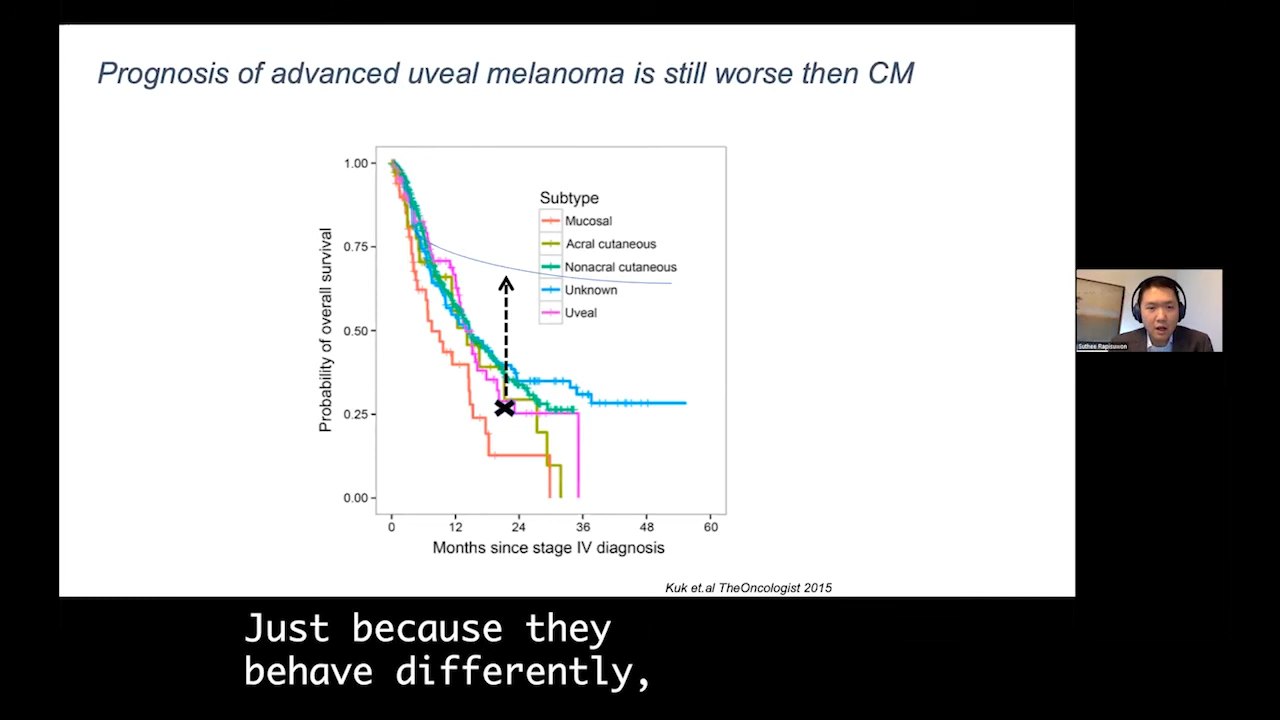 Prognosis of advanced uveal melanoma is still worse then CM
Probability of overall survival
1.00
0.75
0.50
0.25
0.00
Subtype
Mucosal
Acral cutaneous
Nonacral cutaneous
Unknown
Uveal
0 12 24 36 48 60
Months since stage IV diagnosis
Kuk et.al TheOncologist 2015
Suthee Rapisuwon
Just because they
behave differently,